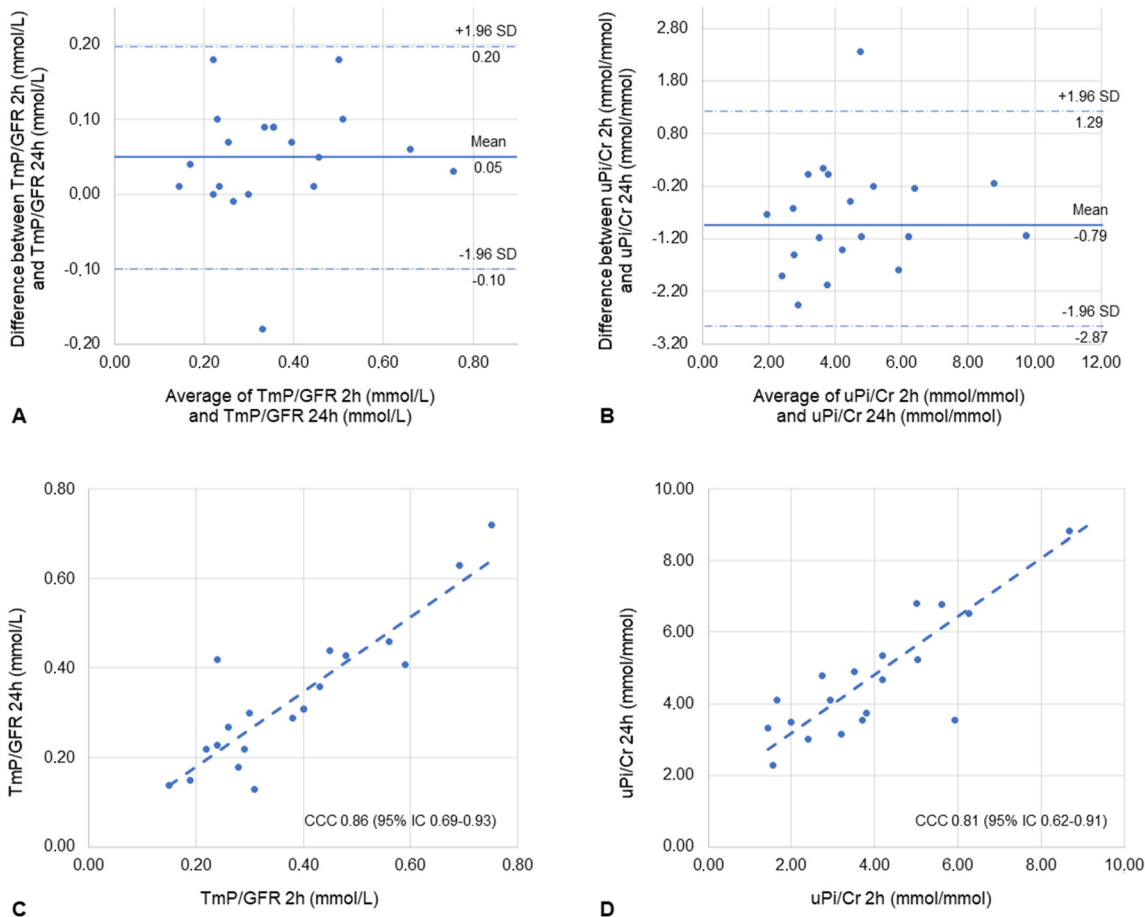 Difference between TmP/GFR 2h (mmol/L)
and TmP/GFR 24h (mmol/L)
0.20
0.10
0.00
-0.10
-0.20
+1.96 SD
0.20
Mean
0.05
-1.96 SD
-0.10
0.00 0.20 0.40 0.60 0.80
Average of TmP/GFR 2h (mmol/L)
and TmP/GFR 24h (mmol/L)
A
Difference between uPi/Cr 2h (mmol/mmol)
and uPi/Cr 24h (mmol/mmol)
2.80
1.80
0.80
-0.20
-1.20
-2.20
-3.20
+1.96 SD
1.29
Mean
-0.79
-1.96 SD
-2.87
0.00 2.00 4.00 6.00 8.00 10.00 12.00
Average of uPi/Cr 2h (mmol/mmol)
and uPi/Cr 24h (mmol/mmol)
B
TmP/GFR 24h (mmol/L)
0.80
0.60
0.40
0.20
0.00
CCC 0.86 (95% IC 0.69-0.93)
0.00 0.20 0.40 0.60 0.80
TmP/GFR 2h (mmol/L)
C
uPi/Cr 24h (mmol/mmol)
10.00
8.00
6.00
4.00
2.00
0.00
CCC 0.81 (95% IC 0.62-0.91)
0.00 2.00 4.00 6.00 8.00 10.00
uPi/Cr 2h (mmol/mmol)
D